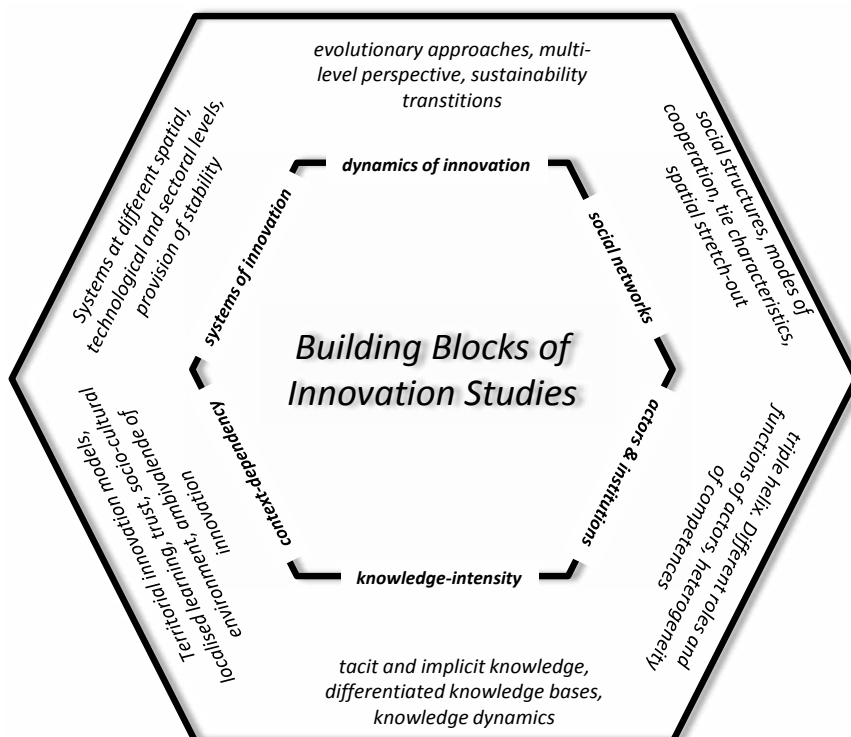 evolutionary approaches, multi-
level perspective, sustainability
transtitions
dynamics of innovation
social structures, modes of
cooperation, tie characteristics,
spatial stretch-out
social networks
triple helix. Different roles and
functions of actors, heterogeneity
of competences
actors & institutions
knowledge-intensity
tacit and implicit knowledge,
differentiated knowledge bases,
knowledge dynamics
Territorial innovation models,
localised learning, trust, socio-cultural
environment, ambivalende of
innovation
context-dependency
Systems at different spatial,
technological and sectoral levels,
provision of stability
systems of innovation
Building Blocks of
Innovation Studies